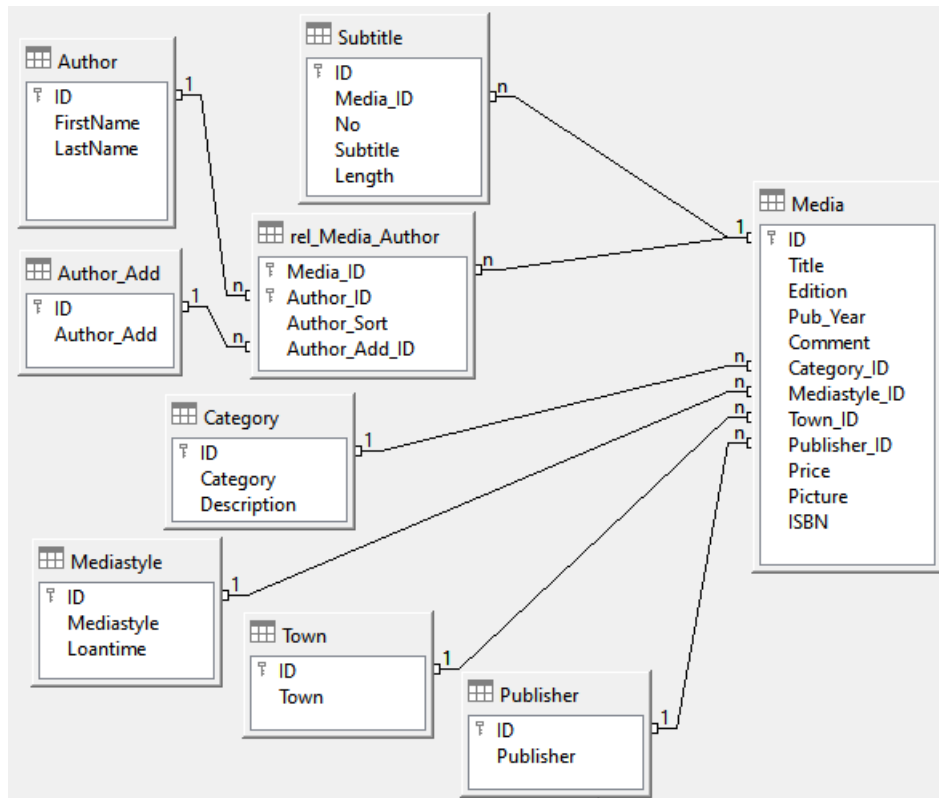 Author
ID
FirstName
LastName
1
Subtitle
ID
Media_ID
No
Subtitle
Length
n
Media
1
ID
Title
Edition
Pub_Year
Comment
n
Category_ID
n
Mediastyle_ID
n
Town_ID
n
Publisher_ID
Price
Picture
ISBN
rel_Media_Author
n
Media_ID
n
Author_ID
Author_Sort
n
Author_Add_ID
Author_Add
1
ID
Author_Add
Category
1
ID
Category
Description
Mediastyle
1
ID
Mediastyle
Loantime
Town
1
ID
Town
Publisher
1
ID
Publisher